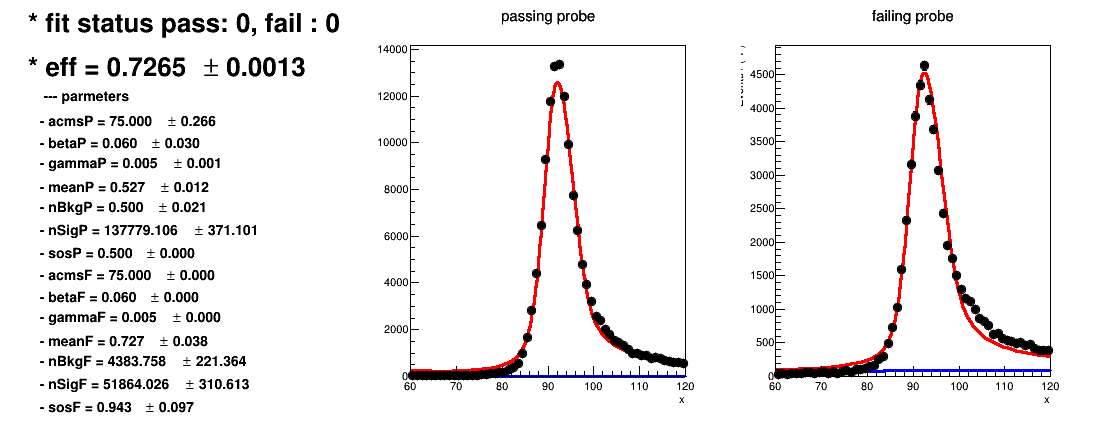 * fit status pass: 0, fail : 0
* eff = 0.7265 ± 0.0013
--- parmeters
- acmsP = 75.000 ± 0.266
- betaP = 0.060 ± 0.030
- gammaP = 0.005 ± 0.001
- meanP = 0.527 ± 0.012
- nBkgP = 0.500 ± 0.021
- nSigP = 137779.106 ± 371.101
- sosP = 0.500 ± 0.000
- acmsF = 75.000 ± 0.000
- betaF = 0.060 ± 0.000
- gammaF = 0.005 ± 0.000
- meanF = 0.727 ± 0.038
- nBkgF = 4383.758 ± 221.364
- nSigF = 51864.026 ± 310.613
- sosF = 0.943 ± 0.097
passing probe
14000
12000
10000
8000
6000
4000
2000
0
60 70 80 90 100 110 120
x
failing probe
4500
4000
3500
3000
2500
2000
1500
1000
500
0
60 70 80 90 100 110 120
x